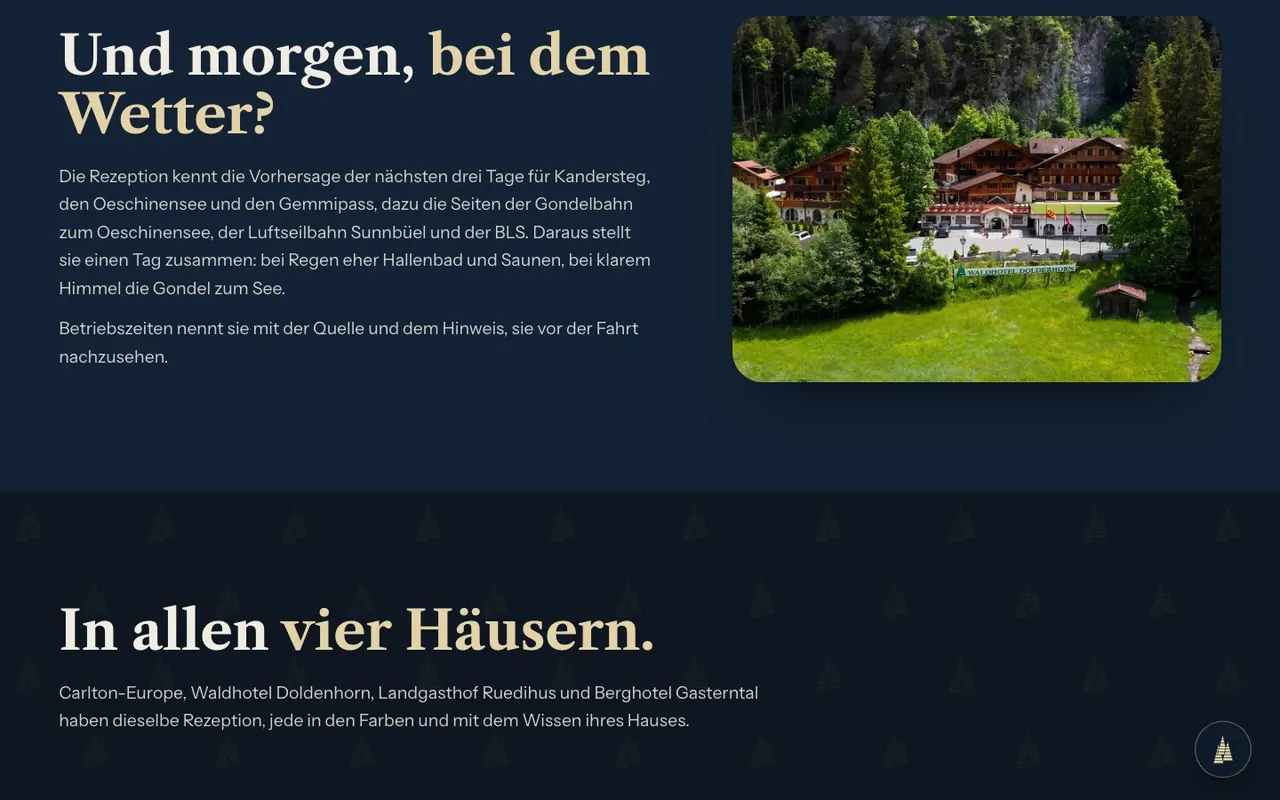 Und morgen, bei dem
Wetter?
Die Rezeption kennt die Vorhersage der nächsten drei Tage für Kandersteg,
den Oeschinensee und den Gemmipass, dazu die Seiten der Gondelbahn
zum Oeschinensee, der Luftseilbahn Sunnbüel und der BLS. Daraus stellt
sie einen Tag zusammen: bei Regen eher Hallenbad und Saunen, bei klarem
Himmel die Gondel zum See.
Betriebszeiten nennt sie mit der Quelle und dem Hinweis, sie vor der Fahrt
nachzusehen.
WALDHOTEL DOLDENHORN
In allen vier Häusern.
Carlton-Europe, Waldhotel Doldenhorn, Landgasthof Ruedihus und Berghotel Gasterntal
haben dieselbe Rezeption, jede in den Farben und mit dem Wissen ihres Hauses.